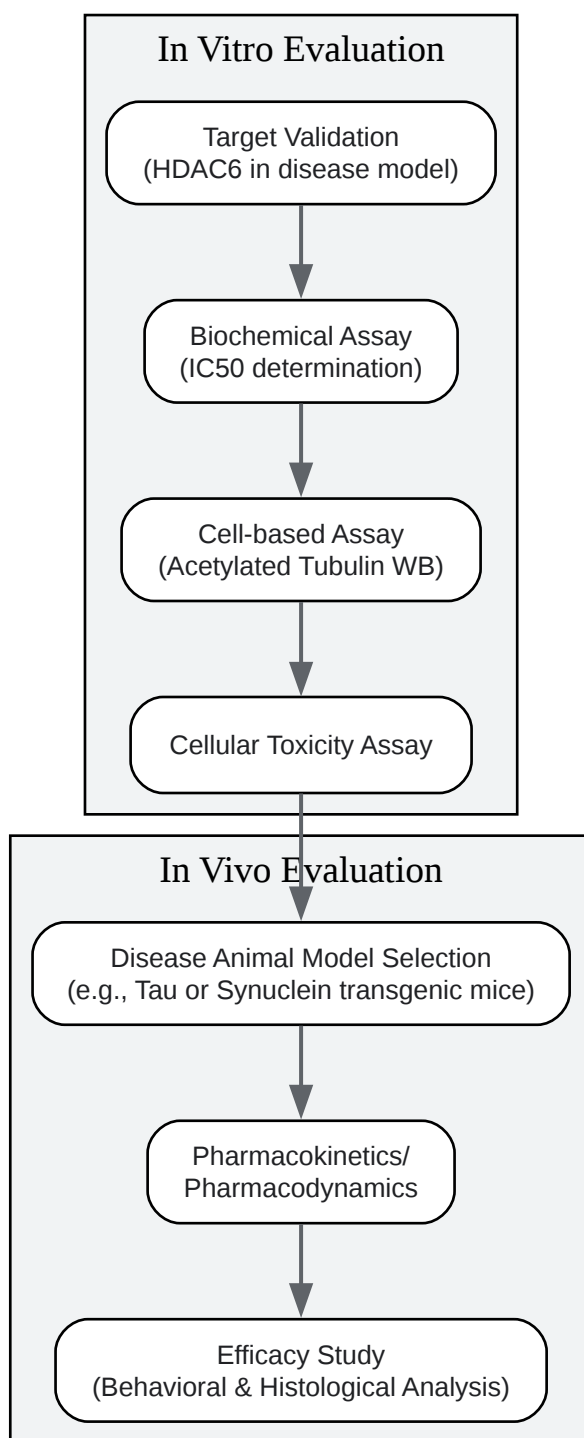 In Vitro Evaluation
Target Validation
(HDAC6 in disease model)
Biochemical Assay
(IC50 determination)
Cell-based Assay
(Acetylated Tubulin WB)
Cellular Toxicity Assay
In Vivo Evaluation
Disease Animal Model Selection
(e.g., Tau or Synuclein transgenic mice)
Pharmacokinetics/
Pharmacodynamics
Efficacy Study
(Behavioral & Histological Analysis)